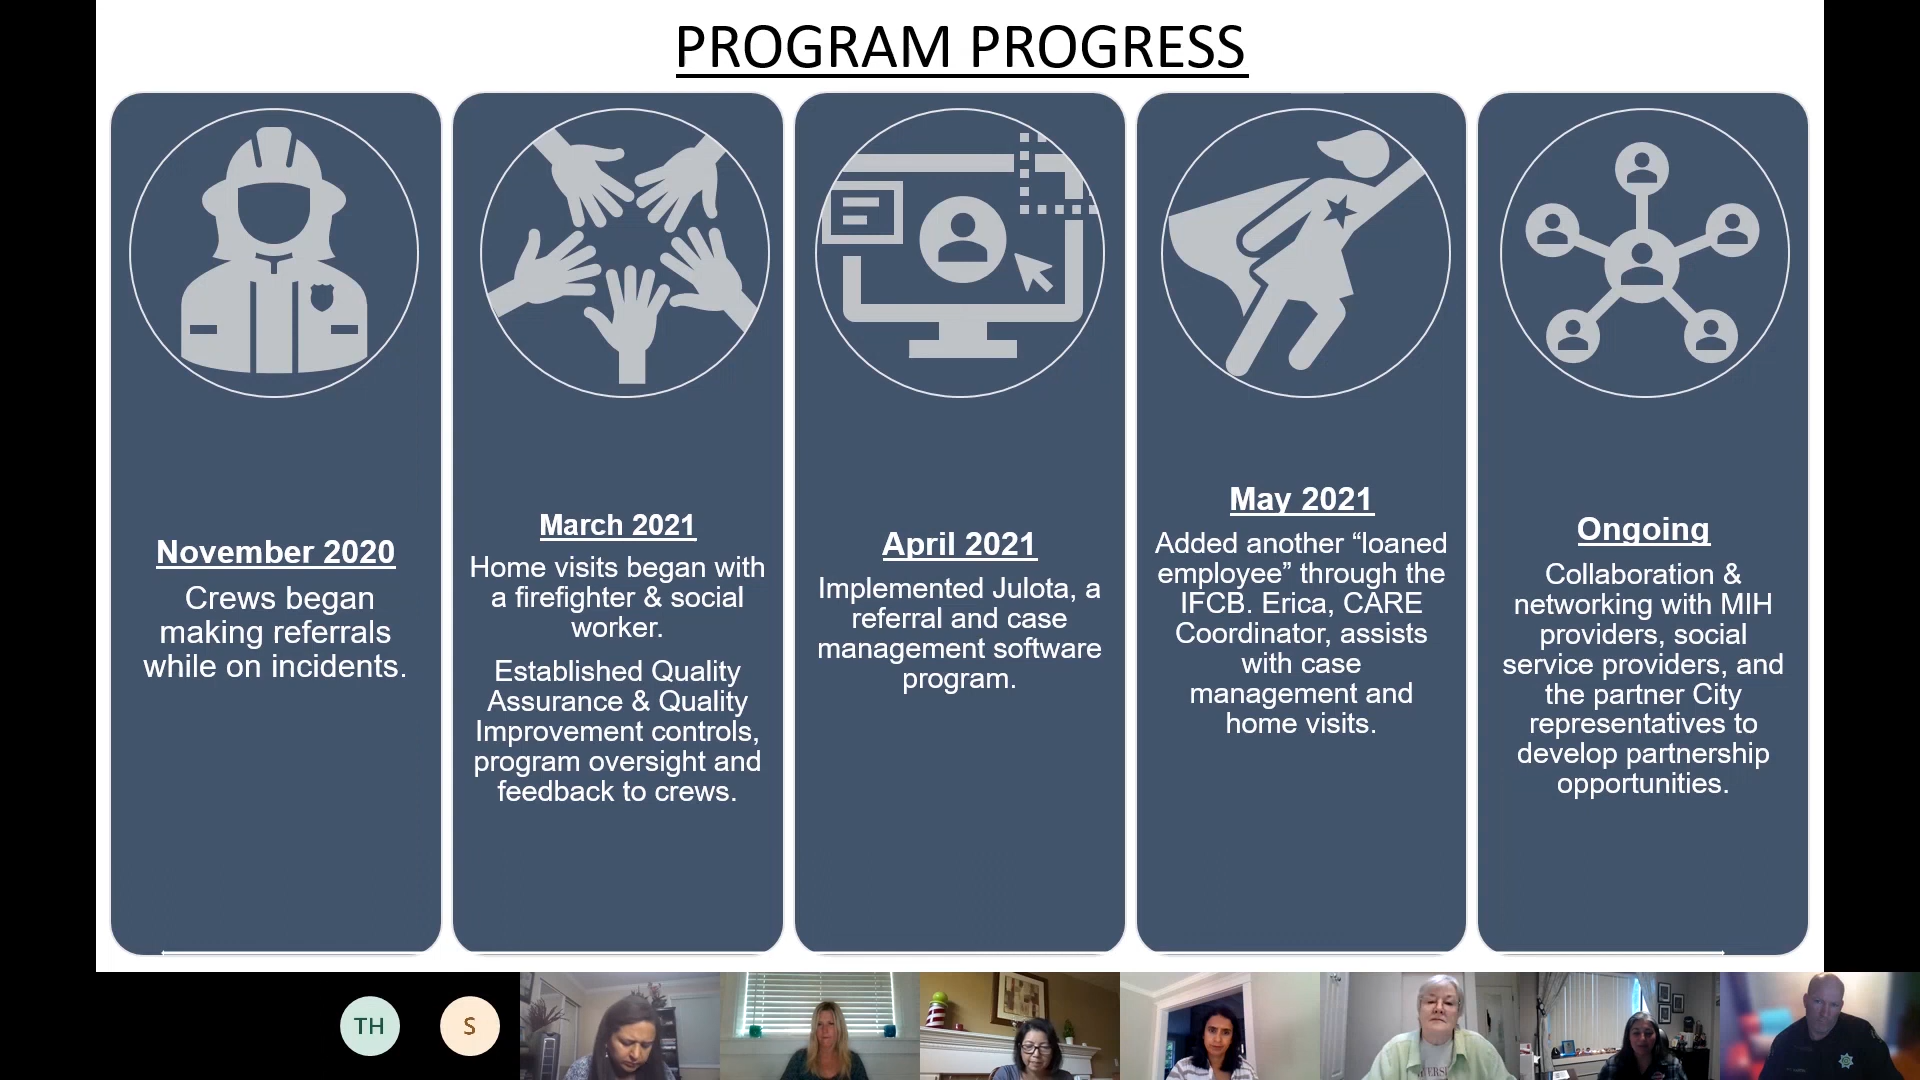 PROGRAM PROGRESS
November 2020
Crews began
making referrals
while on incidents.
March 2021
Home visits began with
a firefighter & social
worker.
Established Quality
Assurance & Quality
Improvement controls,
program oversight and
feedback to crews.
April 2021
Implemented Julota, a
referral and case
management software
program.
May 2021
Added another “loaned
employee” through the
IFCB. Erica, CARE
Coordinator, assists
with case
management and
home visits.
Ongoing
Collaboration &
networking with MIH
providers, social
service providers, and
the partner City
representatives to
develop partnership
opportunities.
TH
S